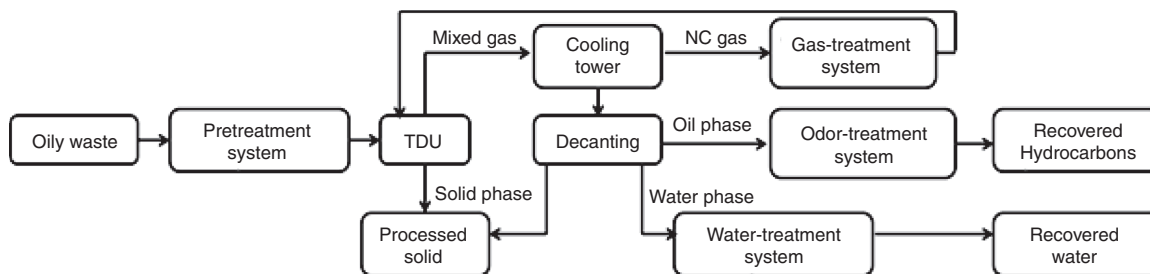 Mixed gas
Cooling
tower
NC gas
Gas-treatment
system
Oily waste
Pretreatment
system
TDU
Decanting
Oil phase
Odor-treatment
system
Recovered
Hydrocarbons
Solid phase
Water phase
Processed
solid
Water-treatment
system
Recovered
water